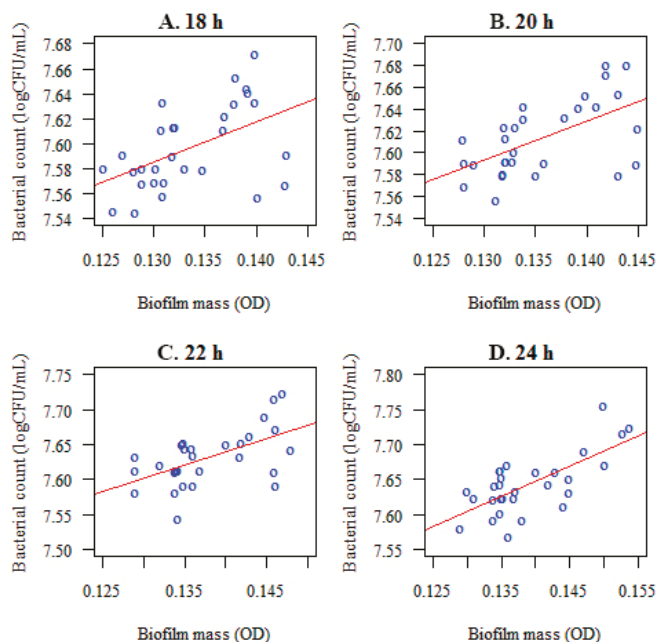 A. 18 h
Bacterial count (logCFU/mL)
7.68
7.66
7.64
7.62
7.60
7.58
7.56
7.54
0.125 0.130 0.135 0.140 0.145
Biofilm mass (OD)
B. 20 h
Bacterial count (logCFU/mL)
7.70
7.68
7.66
7.64
7.62
7.60
7.58
7.56
7.54
0.125 0.130 0.135 0.140 0.145
Biofilm mass (OD)
C. 22 h
Bacterial count (logCFU/mL)
7.75
7.70
7.65
7.60
7.55
7.50
0.125 0.135 0.145
Biofilm mass (OD)
D. 24 h
Bacterial count (logCFU/mL)
7.80
7.75
7.70
7.65
7.60
7.55
0.125 0.135 0.145 0.155
Biofilm mass (OD)